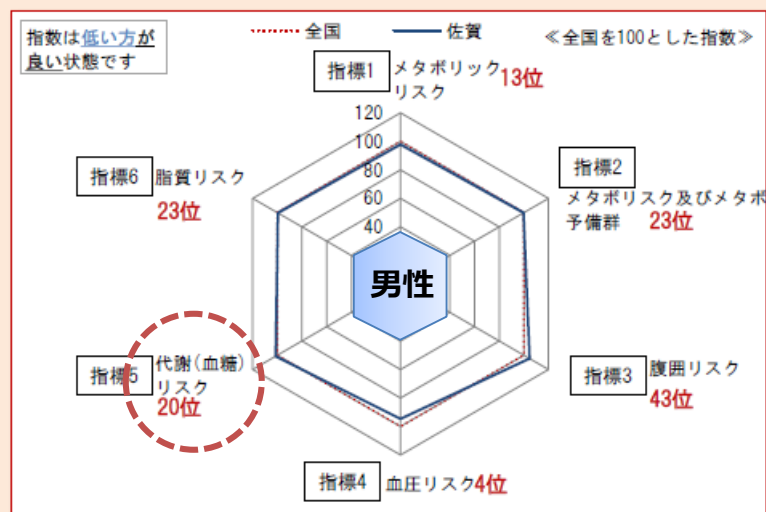 指数は低い方が
良い状態です
全国
佐賀
≪全国を100とした指数≫
指標1
メタボリック
リスク
13位
120
100
80
60
40
指標2
メタボリスク及びメタボ
予備群
23位
指標6
脂質リスク
23位
男性
指標5
代謝(血糖)
リスク
20位
指標3
腹囲リスク
43位
指標4
血圧リスク4位